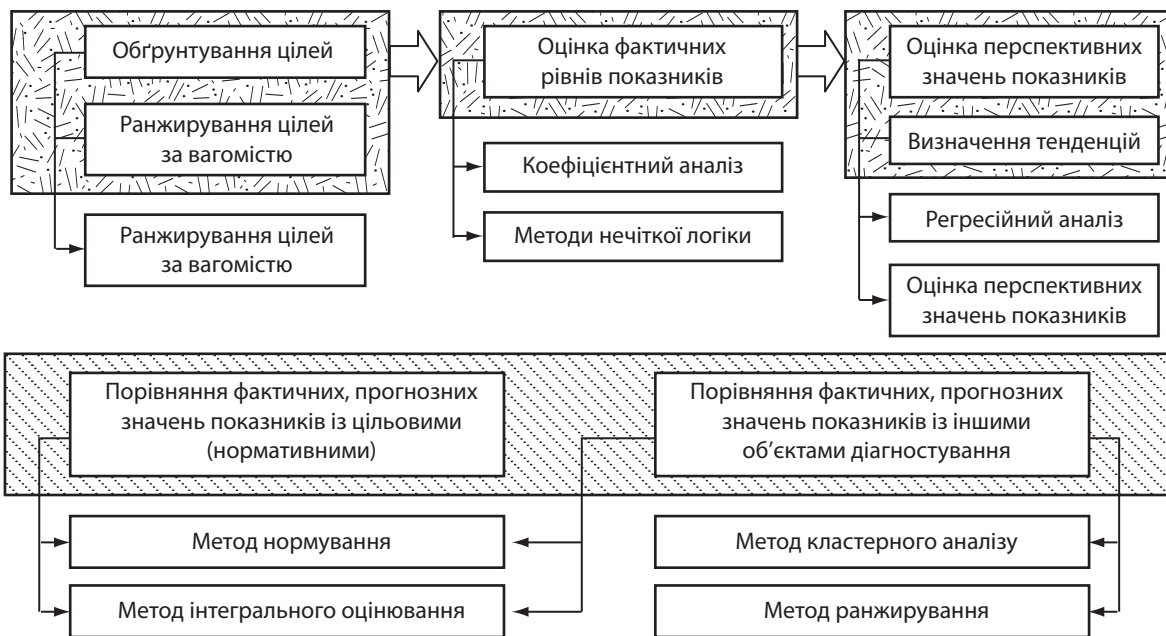 Обґрунтування цілей
Ранжирування цілей
за вагомістю
Ранжирування цілей
за вагомістю
Оцінка фактичних
рівнів показників
Коефіцієнтний аналіз
Методи нечіткої логіки
Оцінка перспективних
значень показників
Визначення тенденцій
Регресійний аналіз
Оцінка перспективних
значень показників
Порівняння фактичних, прогнозних
значень показників із цільовими
(нормативними)
Порівняння фактичних, прогнозних
значень показників із іншими
об’єктами діагностування
Метод нормування
Метод кластерного аналізу
Метод інтегрального оцінювання
Метод ранжирування